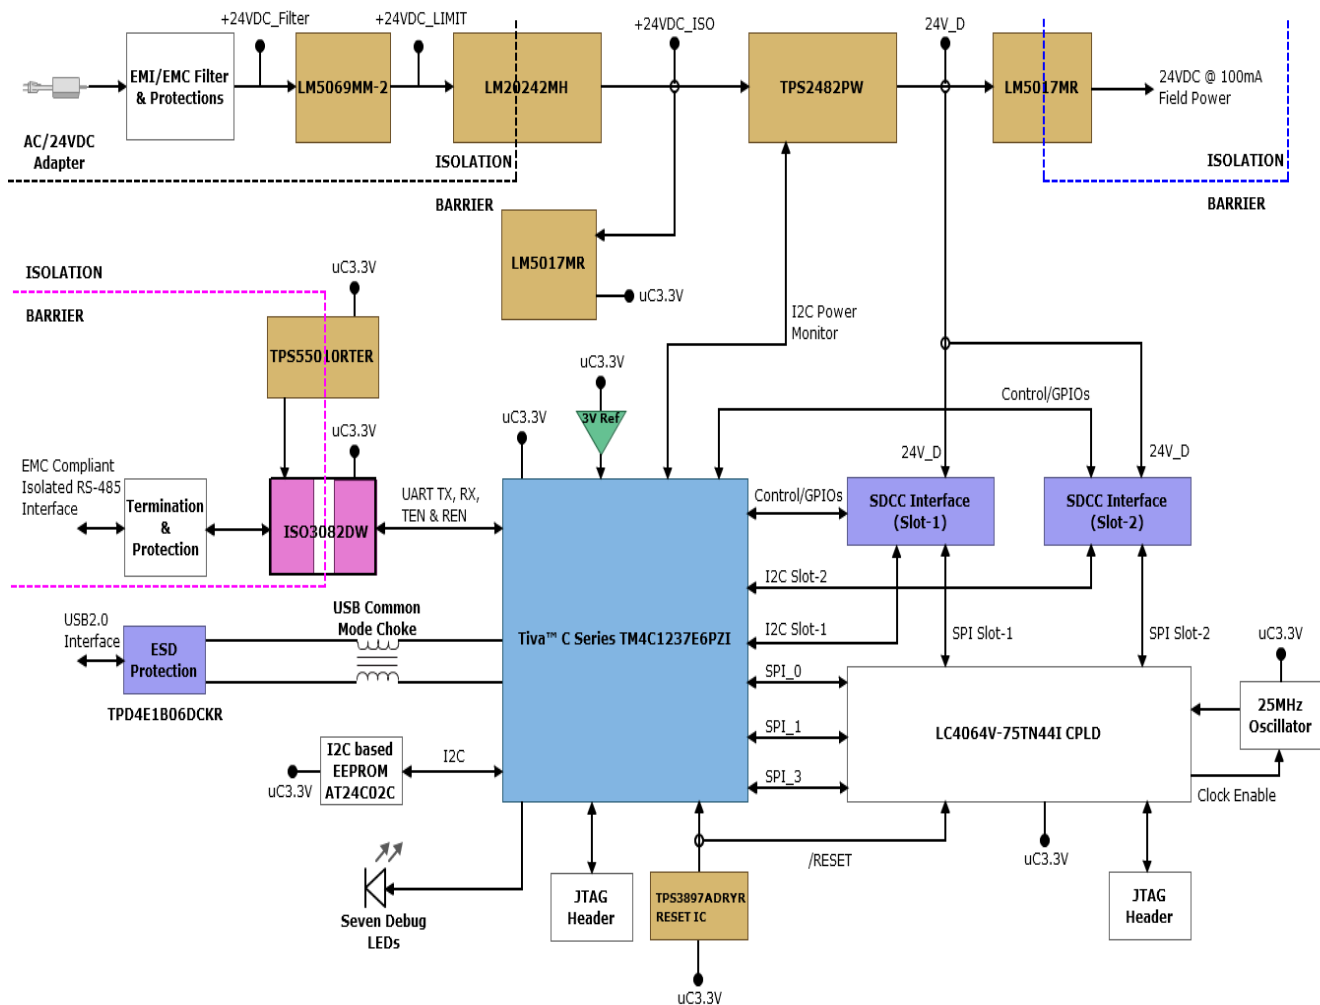 +24VDC_Filter
+24VDC_LIMIT
+24VDC_ISO
24V_D
EMI/EMC Filter
& Protections
LM5069MM-2
LM20242MH
TPS2482PW
LM5017MR
24VDC @ 100mA
Field Power
AC/24VDC
Adapter
ISOLATION
BARRIER
ISOLATION
BARRIER
LM5017MR
uC3.3V
ISOLATION
BARRIER
uC3.3V
TPS55010RTER
I2C Power
Monitor
uC3.3V
3V Ref
uC3.3V
uC3.3V
Control/GPIOs
24V_D
24V_D
EMC Compliant
Isolated RS-485
Interface
Termination
&
Protection
ISO3082DW
UART TX, RX,
TEN & REN
Control/GPIOs
SDCC Interface
(Slot-1)
SDCC Interface
(Slot-2)
I2C Slot-2
I2C Slot-1
SPI Slot-1
SPI Slot-2
Tiva™ C Series TM4C1237E6PZI
USB2.0
Interface
ESD
Protection
TPD4E1B06DCKR
USB Common
Mode Choke
SPI_0
SPI_1
SPI_3
LC4064V-75TN44I CPLD
uC3.3V
25MHz
Oscillator
Clock Enable
I2C based
EEPROM
AT24C02C
uC3.3V
I2C
/RESET
uC3.3V
Seven Debug
LEDs
JTAG
Header
TPS3897ADRYR
RESET IC
uC3.3V
JTAG
Header